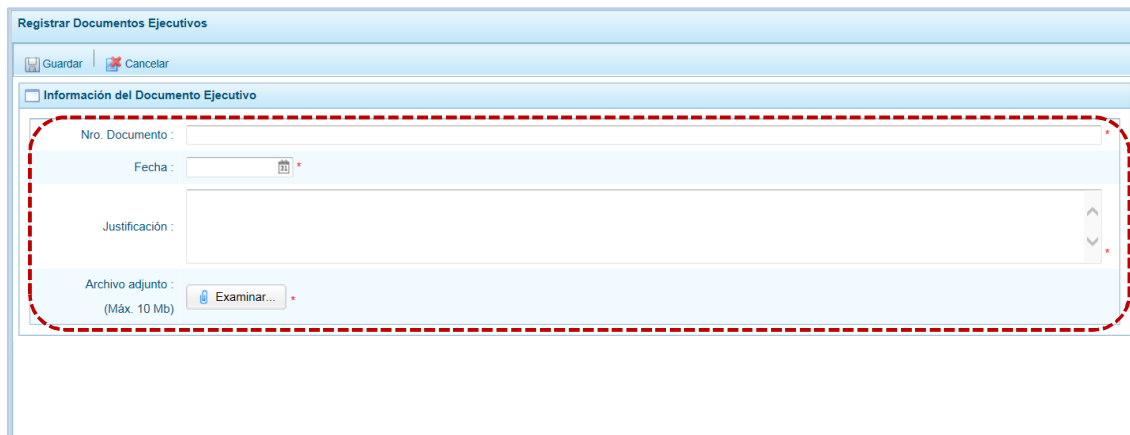 Registrar Documentos Ejecutivos
Guardar Cancelar
Información del Documento Ejecutivo
Nro. Documento : *
Fecha : 31 *
Justificación : *
Archivo adjunto :
(Máx. 10 Mb) Examinar... *